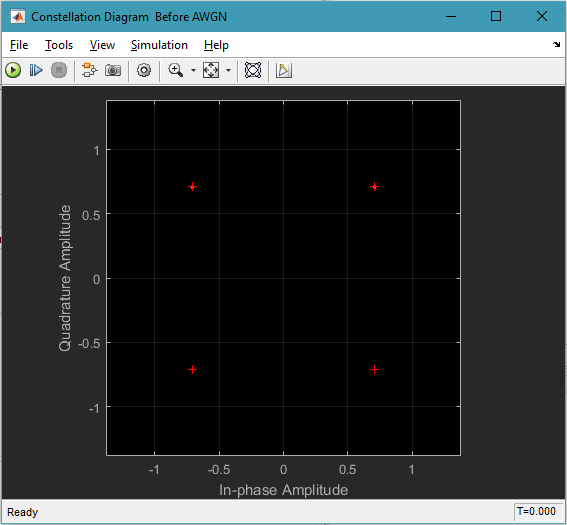 Constellation Diagram  Before AWGN
File Tools View Simulation Help
1
0.5
0
-0.5
-1
Quadrature Amplitude
-1 -0.5 0 0.5 1
In-phase Amplitude
Ready T=0.000